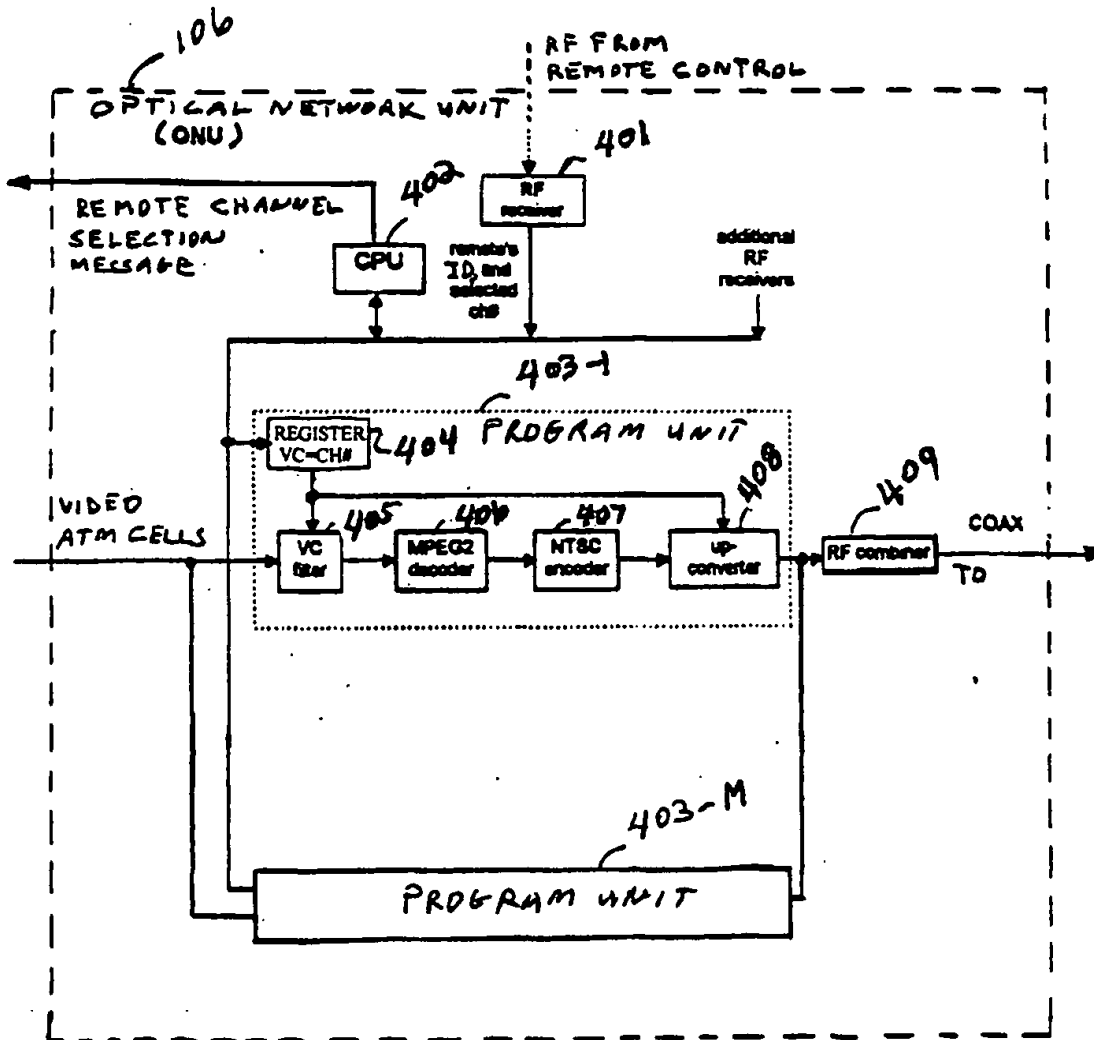 106
RF FROM
REMOTE CONTROL
OPTICAL NETWORK UNIT
(ONU)
401
402
RF
receiver
REMOTE CHANNEL
SELECTION
MESSAGE
CPU
remote's
ID, and
selected
ch#
additional
RF
receivers
403-1
REGISTER
VC=CH#
404
PROGRAM UNIT
408
409
VIDEO
ATM CELLS
405
406
407
COAX
VC
filter
MPEG2
decoder
NTSC
encoder
up-
converter
RF combiner
TO
403-M
PROGRAM UNIT